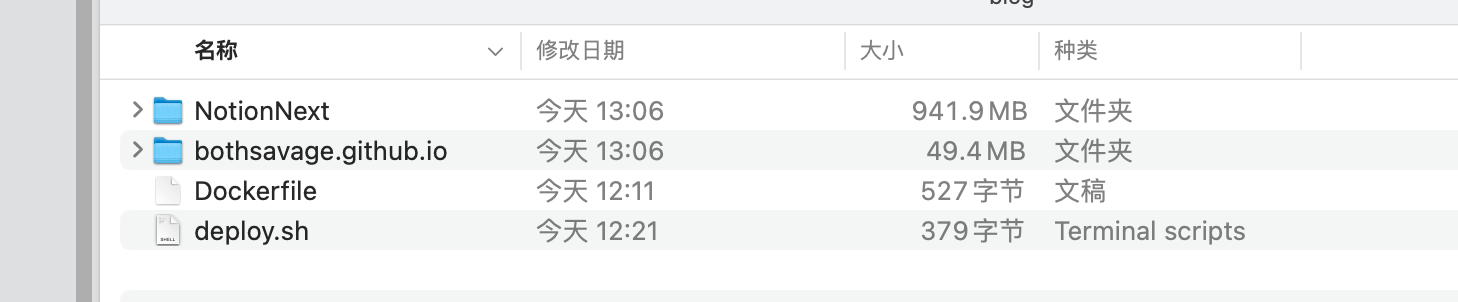 blog
名称 修改日期 大小 种类
NotionNext 今天 13:06 941.9 MB 文件夹
bothsavage.github.io 今天 13:06 49.4 MB 文件夹
Dockerfile 今天 12:11 527 字节 文稿
SHELL deploy.sh 今天 12:21 379 字节 Terminal scripts